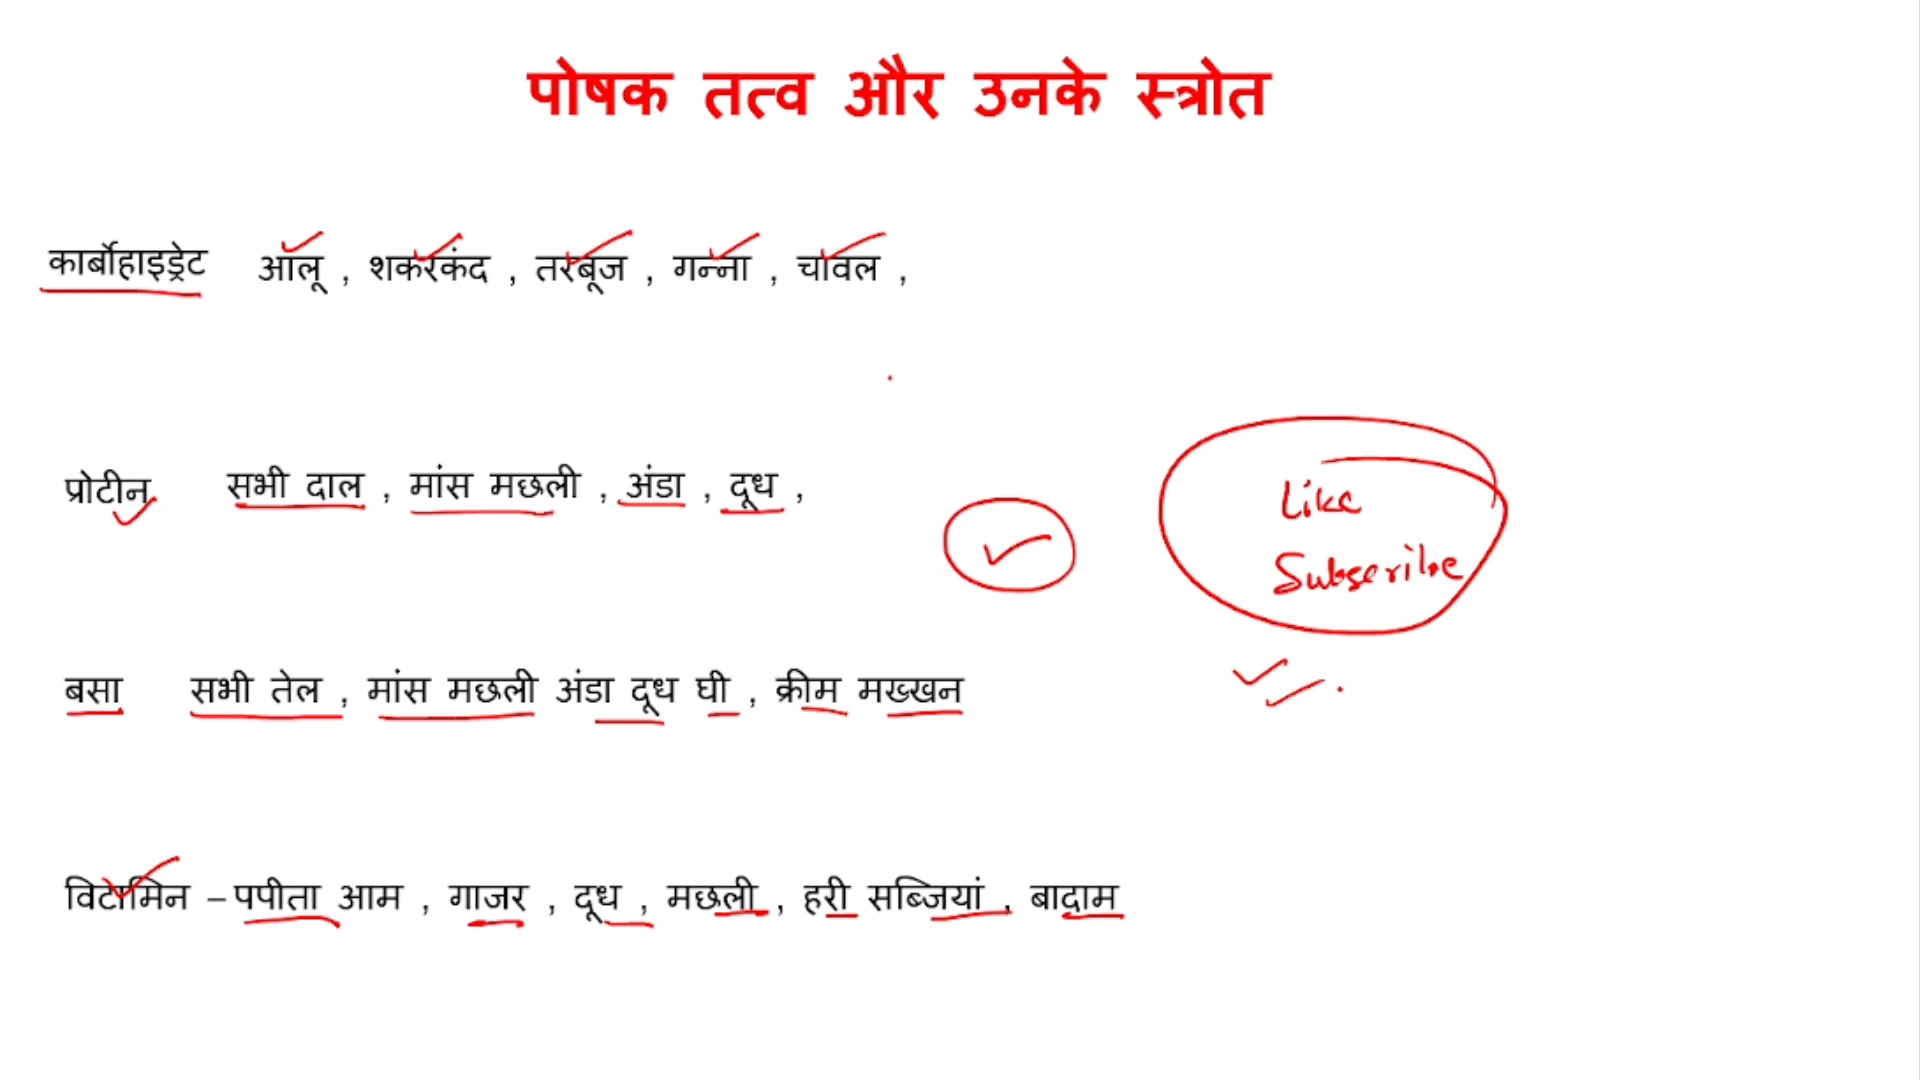 पोषक तत्व और उनके स्त्रोत
कार्बोहाइड्रेट आलू , शकरकंद , तरबूज , गन्ना , चावल ,
प्रोटीन सभी दाल , मांस मछली , अंडा , दूध ,
Like
Subscribe
बसा सभी तेल , मांस मछली अंडा दूध घी , क्रीम मख्खन
विटामिन – पपीता आम , गाजर , दूध , मछली , हरी सब्जियां , बादाम